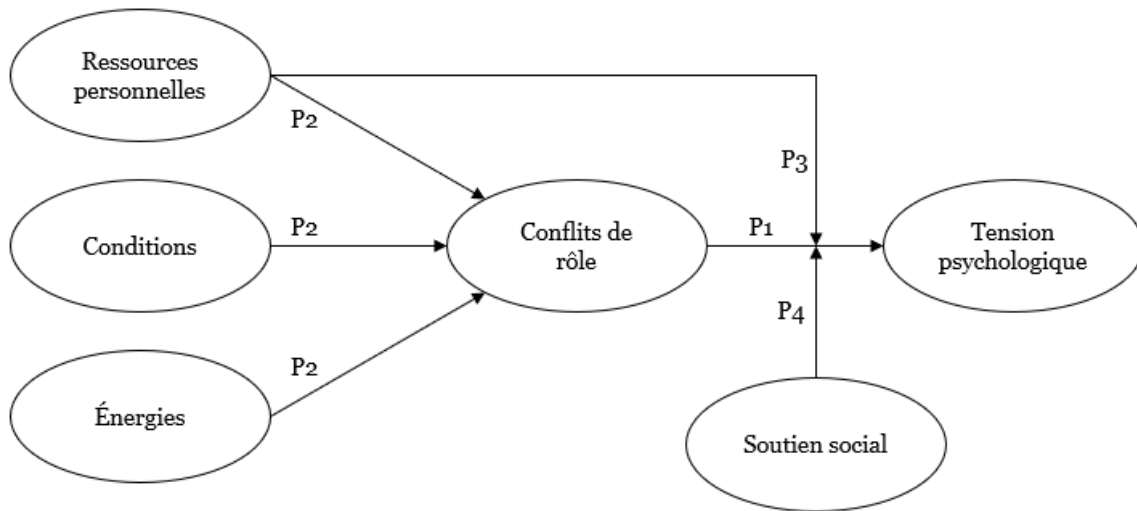 Ressources
personnelles
P2
P3
Conditions
P2
Conflits de
rôle
P1
Tension
psychologique
P4
P2
Énergies
Soutien social